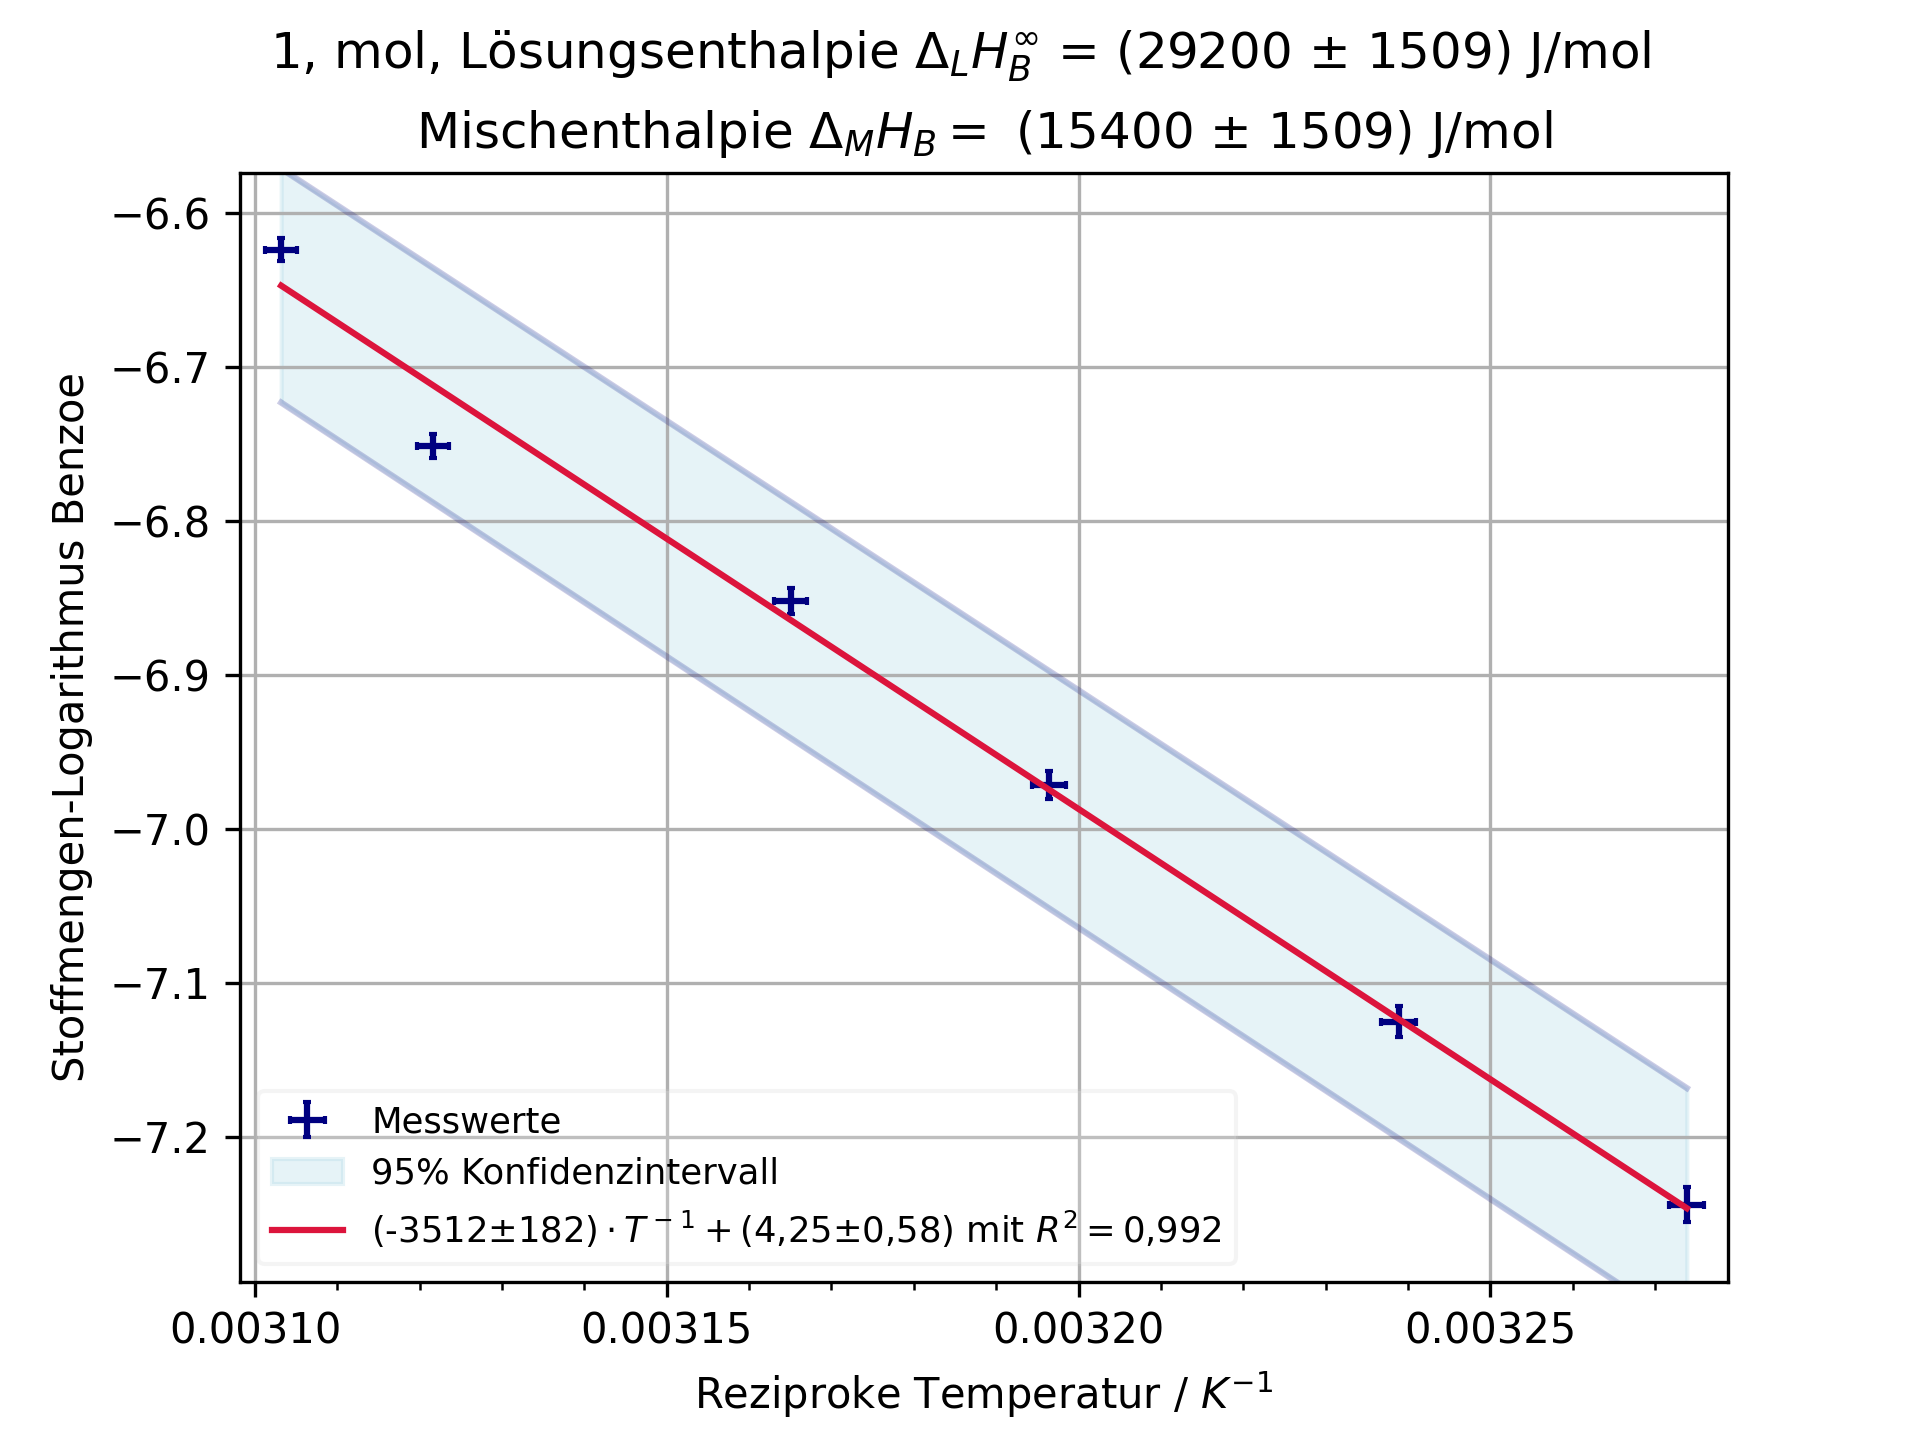 1, mol, Lösungsenthalpie Δ_L H_B^∞ = (29200 ± 1509) J/mol
Mischenthalpie Δ_M H_B = (15400 ± 1509) J/mol
Stoffmengen-Logarithmus Benzoe
−6.6
−6.7
−6.8
−6.9
−7.0
−7.1
−7.2
Messwerte
95% Konfidenzintervall
(-3512±182) · T⁻¹ + (4,25±0,58) mit R² = 0,992
0.00310 0.00315 0.00320 0.00325
Reziproke Temperatur / K⁻¹